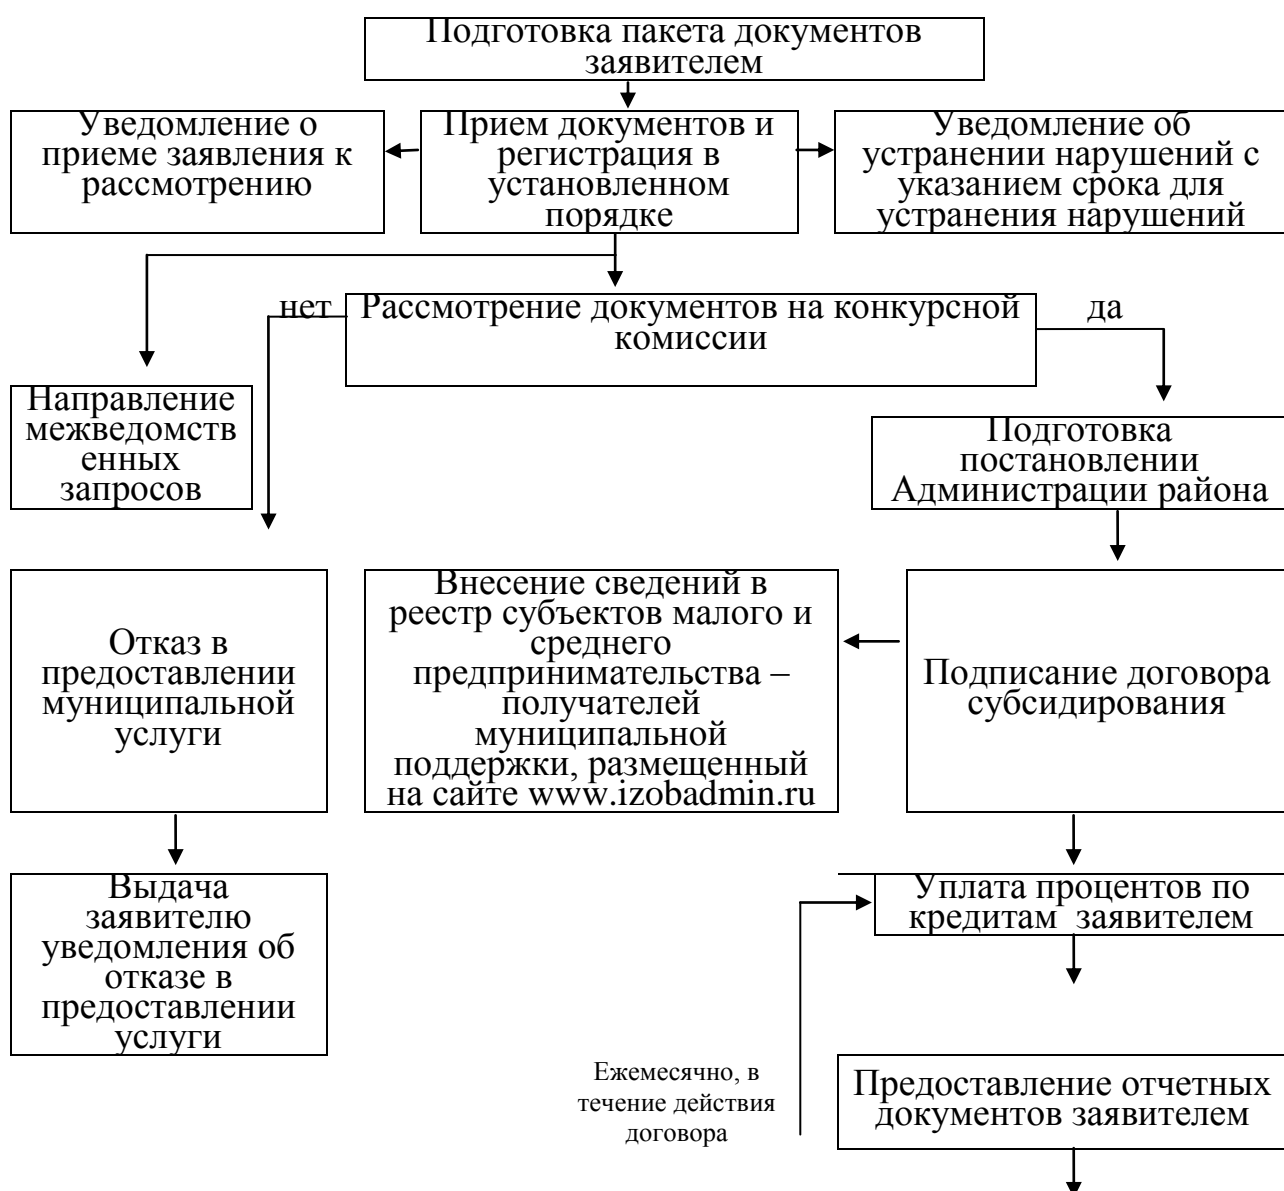 Подготовка пакета документов
заявителем
Уведомление о
приеме заявления к
рассмотрению
Прием документов и
регистрация в
установленном
порядке
Уведомление об
устранении нарушений с
указанием срока для
устранения нарушений
нет
Рассмотрение документов на конкурсной
комиссии
да
Направление
межведомств
енных
запросов
Подготовка
постановлении
Администрации района
Отказ в
предоставлении
муниципальной
услуги
Внесение сведений в
реестр субъектов малого и
среднего
предпринимательства –
получателей
муниципальной
поддержки, размещенный
на сайте www.izobadmin.ru
Подписание договора
субсидирования
Выдача
заявителю
уведомления об
отказе в
предоставлении
услуги
Уплата процентов по
кредитам заявителем
Ежемесячно, в
течение действия
договора
Предоставление отчетных
документов заявителем